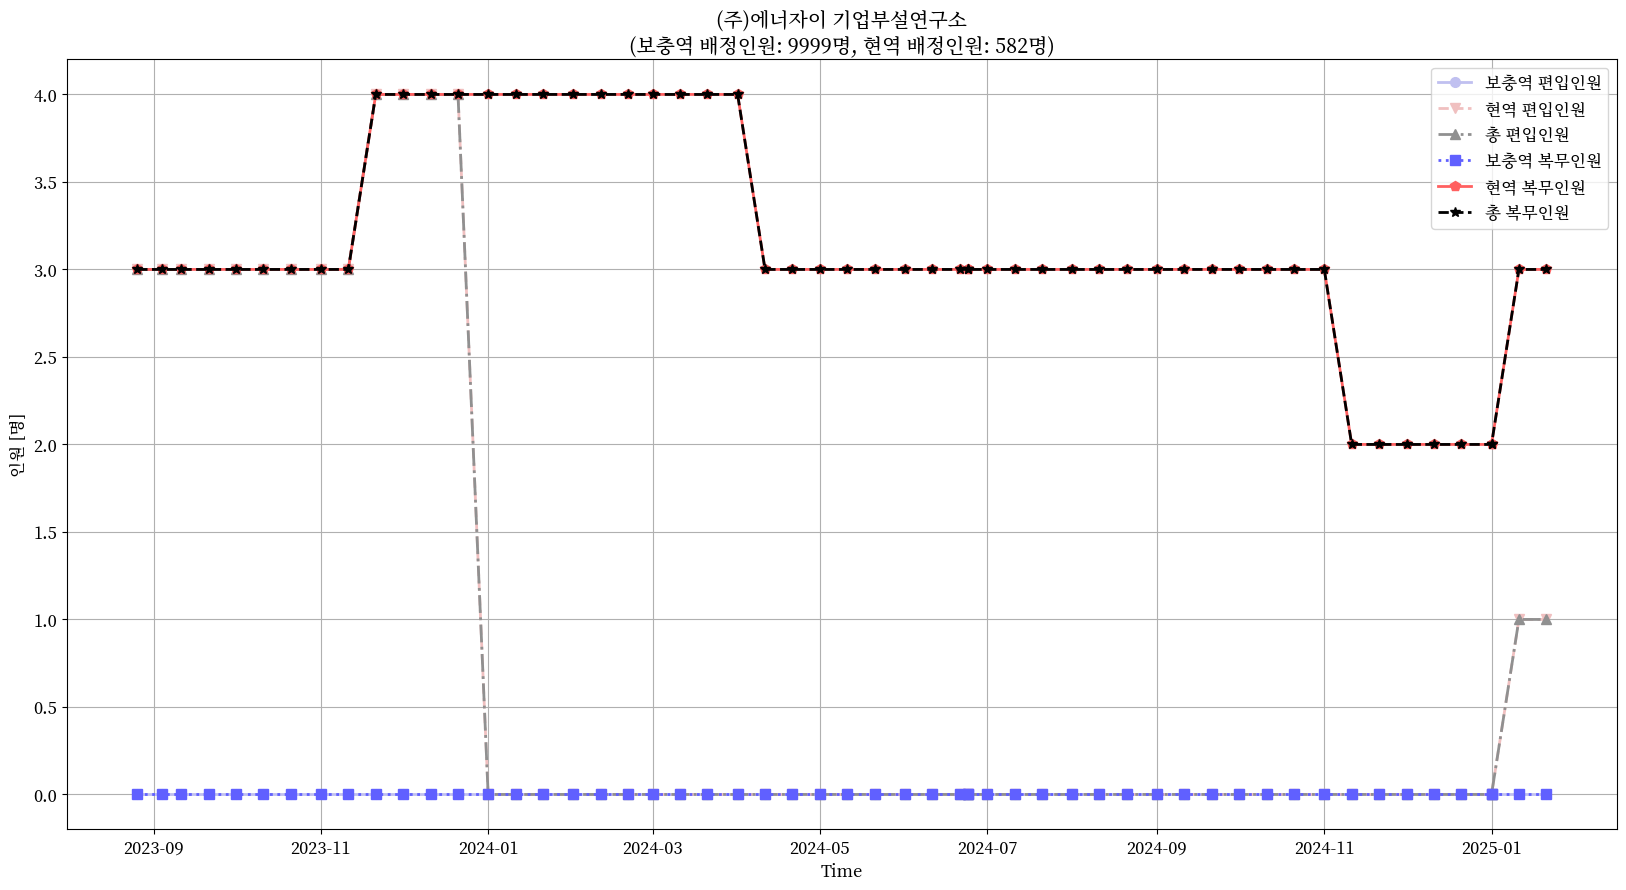 (주)에너자이 기업부설연구소
(보충역 배정인원: 9999명, 현역 배정인원: 582명)
보충역 편입인원
현역 편입인원
총 편입인원
보충역 복무인원
현역 복무인원
총 복무인원
4.0
3.5
3.0
2.5
2.0
1.5
1.0
0.5
0.0
인원 [명]
2023-09
2023-11
2024-01
2024-03
2024-05
2024-07
2024-09
2024-11
2025-01
Time